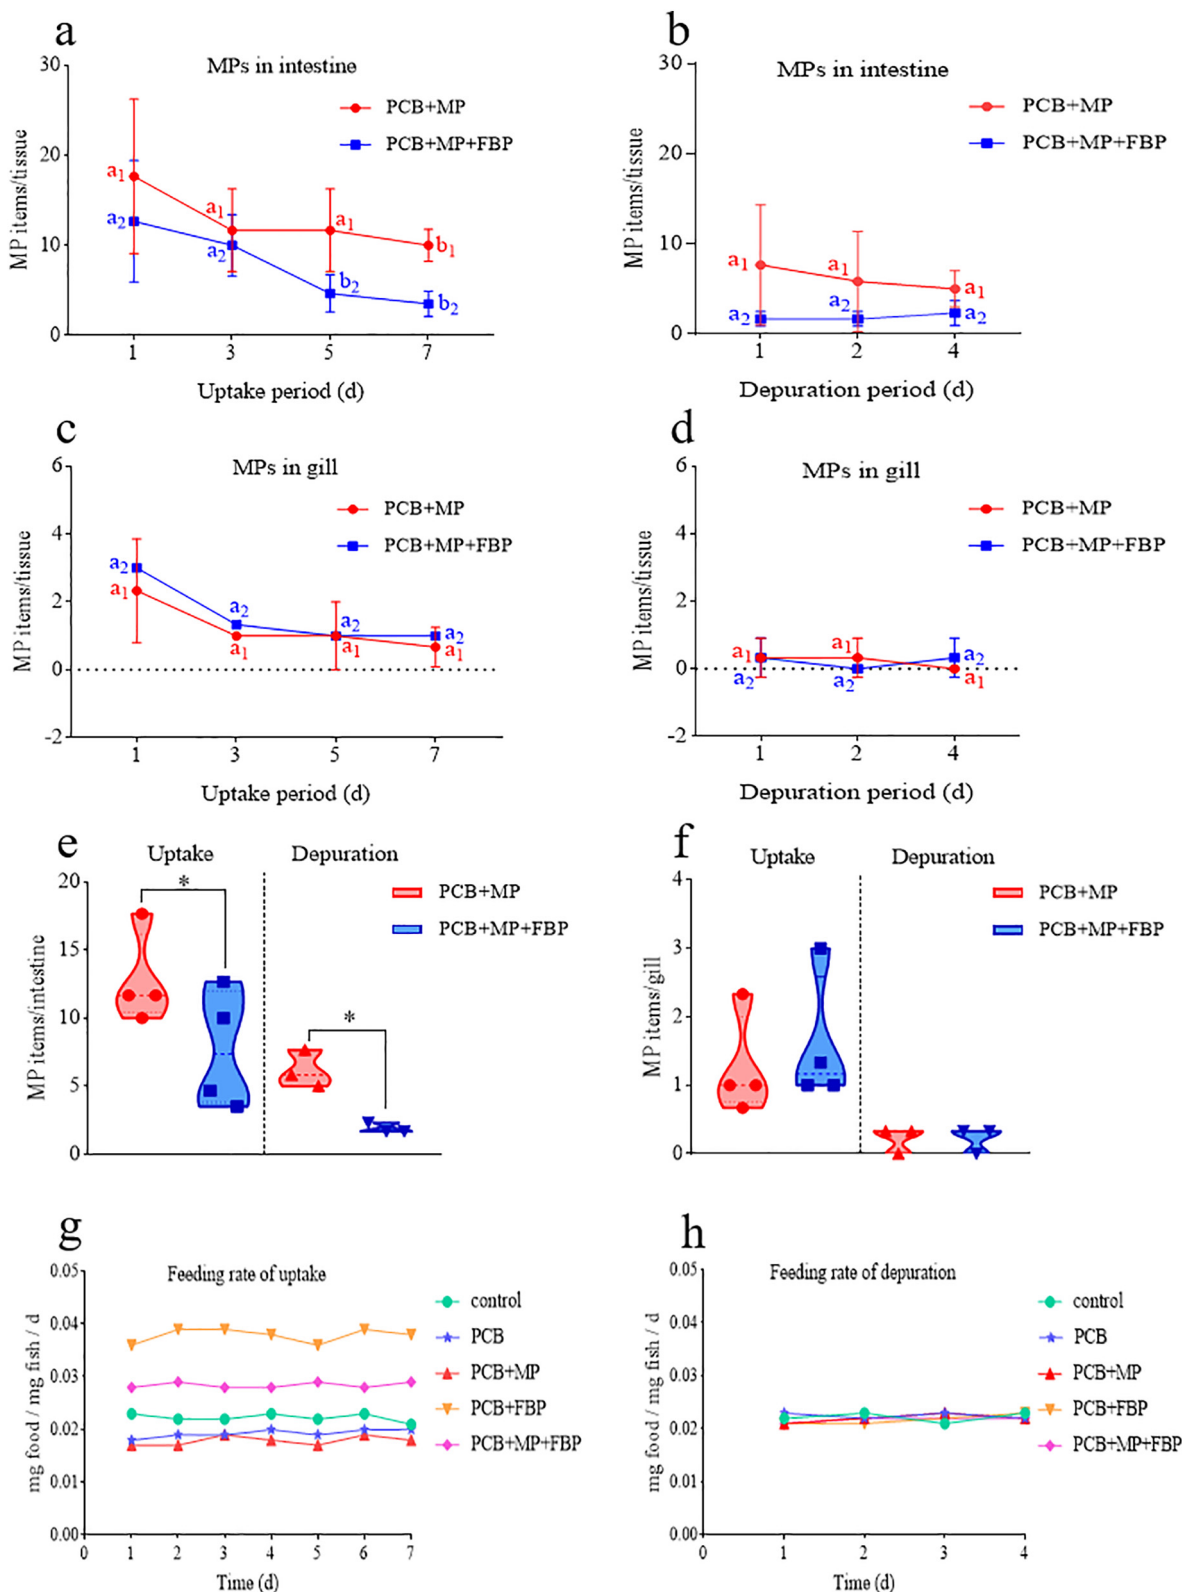 a
MPs in intestine
PCB+MP
PCB+MP+FBP
MP items/tissue
30
20
10
0
a1
a2
a1
a2
a1
b2
b1
b2
1 3 5 7
Uptake period (d)
b
MPs in intestine
PCB+MP
PCB+MP+FBP
MP items/tissue
30
20
10
0
a1
a2
a1
a2
a1
a2
1 2 4
Depuration period (d)
c
MPs in gill
PCB+MP
PCB+MP+FBP
MP items/tissue
6
4
2
0
-2
a2
a1
a2
a1
a2
a1
a2
a1
1 3 5 7
Uptake period (d)
d
MPs in gill
PCB+MP
PCB+MP+FBP
MP items/tissue
6
4
2
0
-2
a1
a2
a1
a2
a2
a1
1 2 4
Depuration period (d)
e
Uptake Depuration
PCB+MP
PCB+MP+FBP
MP items/intestine
20
15
10
5
0
*
*
f
Uptake Depuration
PCB+MP
PCB+MP+FBP
MP items/gill
4
3
2
1
0
g
Feeding rate of uptake
control
PCB
PCB+MP
PCB+FBP
PCB+MP+FBP
mg food / mg fish / d
0.05
0.04
0.03
0.02
0.01
0.00
0 1 2 3 4 5 6 7
Time (d)
h
Feeding rate of depuration
control
PCB
PCB+MP
PCB+FBP
PCB+MP+FBP
mg food / mg fish / d
0.05
0.04
0.03
0.02
0.01
0.00
0 1 2 3 4
Time (d)